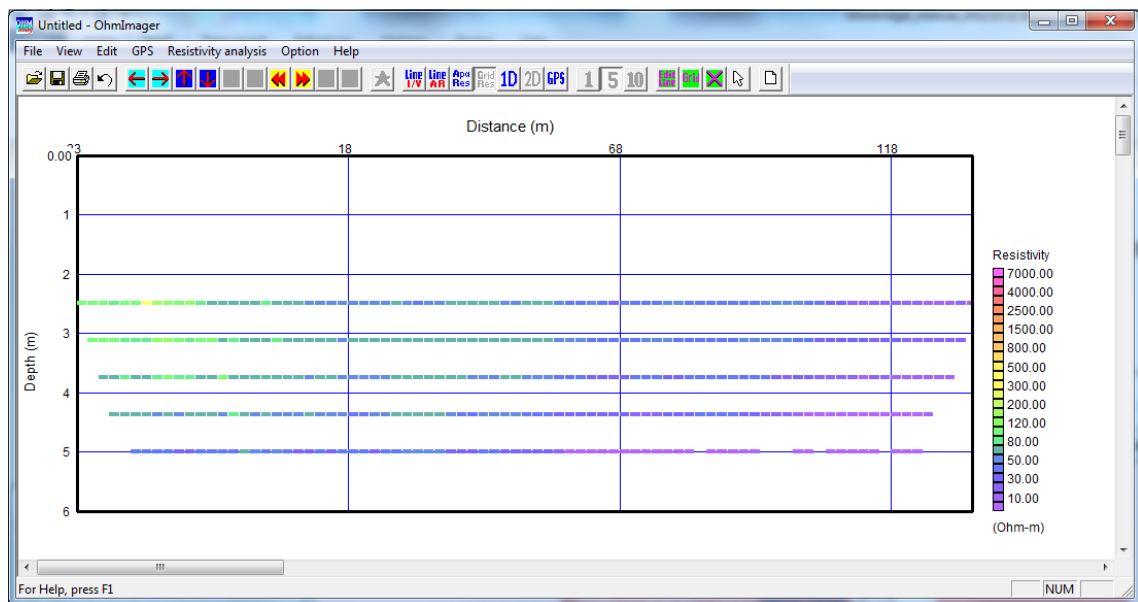 Untitled - OhmImager
File View Edit GPS Resistivity analysis Option Help
Line I/V Line AR Apa Res Grid Res 1D 2D GPS 1 5 10
Distance (m)
18 68 118
0.00
1
2
3
4
5
6
Depth (m)
Resistivity
7000.00
4000.00
2500.00
1500.00
800.00
500.00
300.00
200.00
120.00
80.00
50.00
30.00
10.00
(Ohm-m)
For Help, press F1
NUM